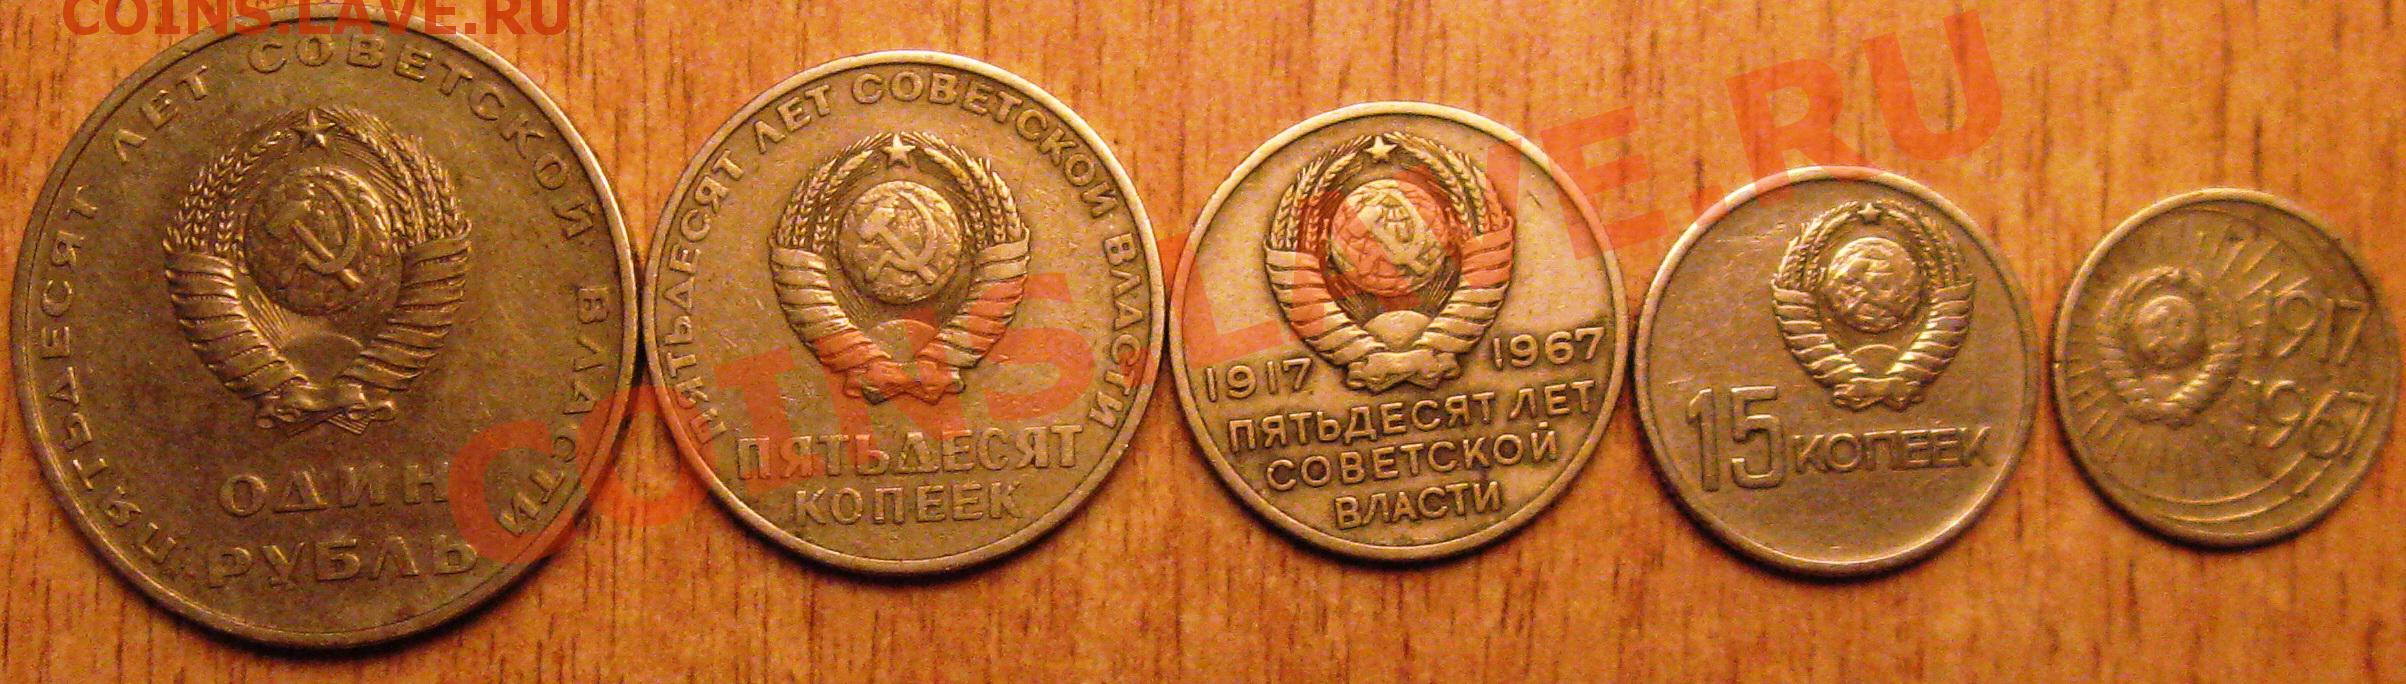 COINS.LAVE.RU
ПЯТЬДЕСЯТ ЛЕТ СОВЕТСКОЙ ВЛАСТИ
ОДИН
РУБЛЬ
ПЯТЬДЕСЯТ ЛЕТ СОВЕТСКОЙ ВЛАСТИ
ПЯТЬДЕСЯТ
КОПЕЕК
1917 1967
ПЯТЬДЕСЯТ ЛЕТ
СОВЕТСКОЙ
ВЛАСТИ
15 КОПЕЕК
1917
1967
COINS.LAVE.RU